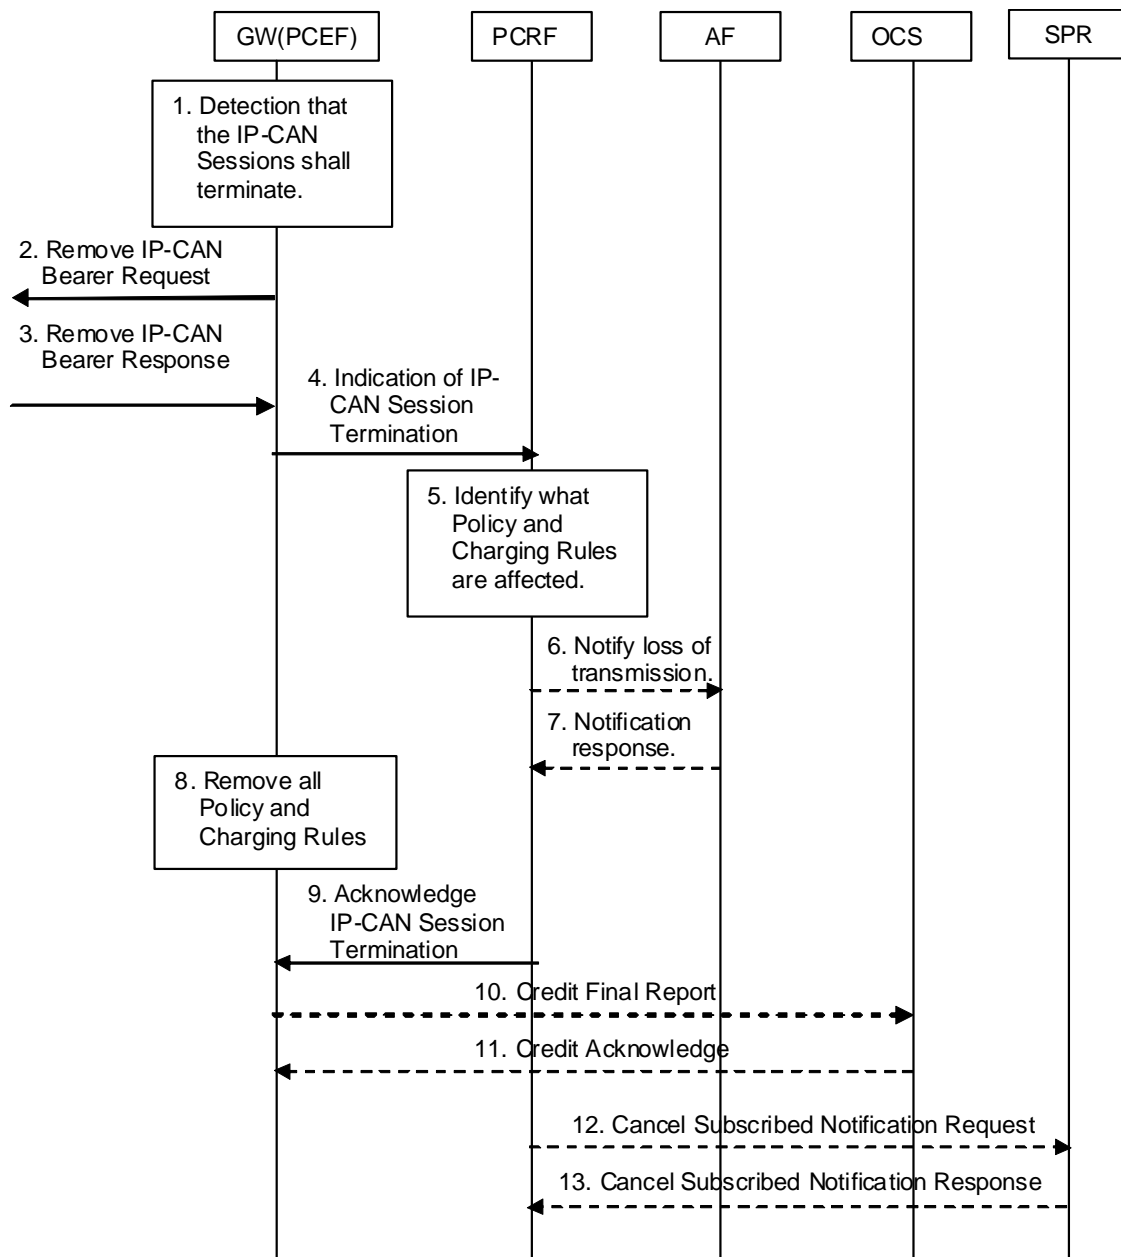 GW(PCEF)
PCRF
AF
OCS
SPR
1. Detection that
the IP-CAN
Sessions shall
terminate.
2. Remove IP-CAN
Bearer Request
3. Remove IP-CAN
Bearer Response
4. Indication of IP-
CAN Session
Termination
5. Identify what
Policy and
Charging Rules
are affected.
6. Notify loss of
transmission.
7. Notification
response.
8. Remove all
Policy and
Charging Rules
9. Acknowledge
IP-CAN Session
Termination
10. Credit Final Report
11. Credit Acknowledge
12. Cancel Subscribed Notification Request
13. Cancel Subscribed Notification Response